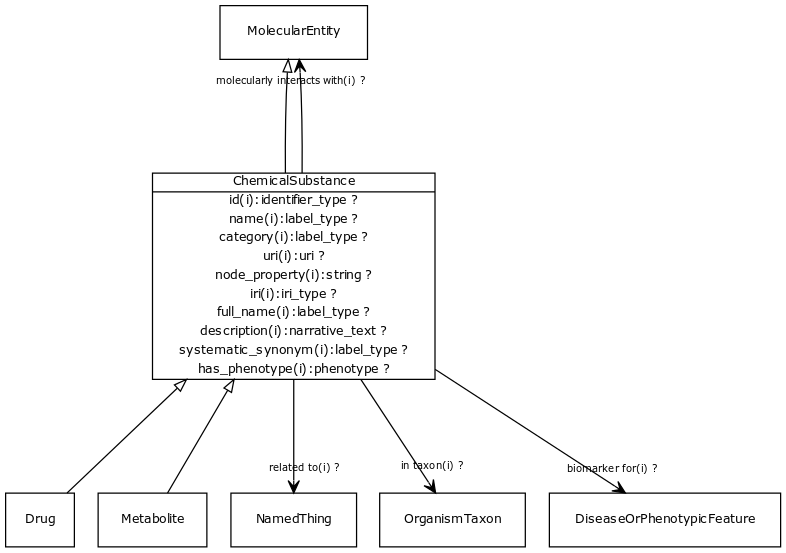 MolecularEntity
molecularly interacts with(i) ?
ChemicalSubstance
id(i):identifier_type ?
name(i):label_type ?
category(i):label_type ?
uri(i):uri ?
node_property(i):string ?
iri(i):iri_type ?
full_name(i):label_type ?
description(i):narrative_text ?
systematic_synonym(i):label_type ?
has_phenotype(i):phenotype ?
related to(i) ?
in taxon(i) ?
biomarker for(i) ?
Drug
Metabolite
NamedThing
OrganismTaxon
DiseaseOrPhenotypicFeature